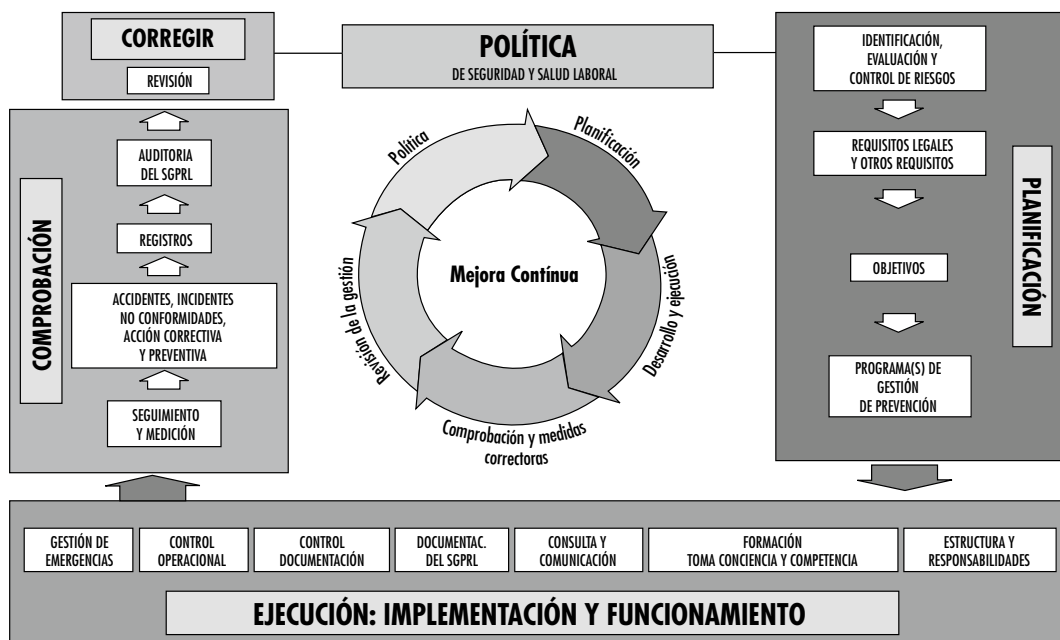 CORREGIR
REVISIÓN
POLÍTICA
DE SEGURIDAD Y SALUD LABORAL
IDENTIFICACIÓN,
EVALUACIÓN Y
CONTROL DE RIESGOS
REQUISITOS LEGALES
Y OTROS REQUISITOS
OBJETIVOS
PROGRAMA(S) DE
GESTIÓN
DE PREVENCIÓN
PLANIFICACIÓN
COMPROBACIÓN
AUDITORIA
DEL SGPRL
REGISTROS
ACCIDENTES, INCIDENTES
NO CONFORMIDADES,
ACCIÓN CORRECTIVA
Y PREVENTIVA
SEGUIMIENTO
Y MEDICIÓN
Política
Planificación
Desarrollo y ejecución
Comprobación y medidas
correctoras
Revisión de la gestión
Mejora Contínua
GESTIÓN DE
EMERGENCIAS
CONTROL
OPERACIONAL
CONTROL
DOCUMENTACIÓN
DOCUMENTAC.
DEL SGPRL
CONSULTA Y
COMUNICACIÓN
FORMACIÓN
TOMA CONCIENCIA Y COMPETENCIA
ESTRUCTURA Y
RESPONSABILIDADES
EJECUCIÓN: IMPLEMENTACIÓN Y FUNCIONAMIENTO